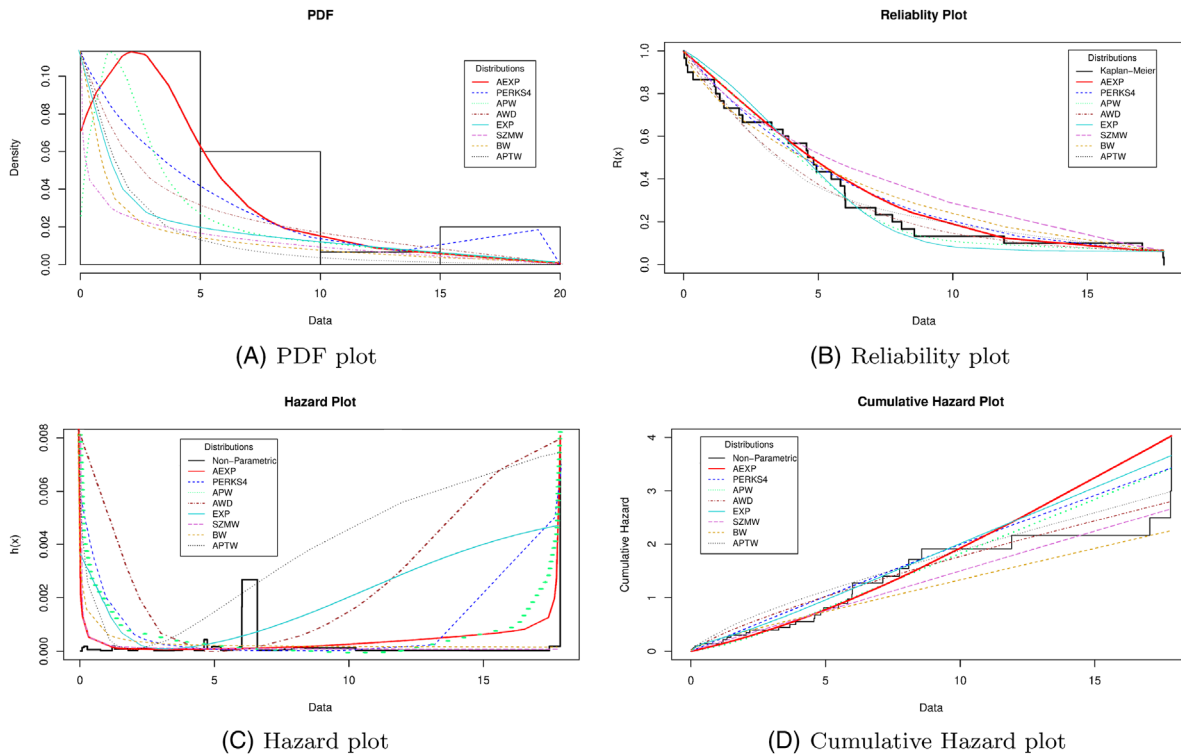 PDF
Density
0.00 0.02 0.04 0.06 0.08 0.10
Distributions
AEXP
PERKS4
APW
AWD
EXP
SZMW
BW
APTW
0 5 10 15 20
Data
(A) PDF plot
Reliablity Plot
R(x)
0.0 0.2 0.4 0.6 0.8 1.0
Distributions
Kaplan−Meier
AEXP
PERKS4
APW
AWD
EXP
SZMW
BW
APTW
0 5 10 15
Data
(B) Reliability plot
Hazard Plot
h(x)
0.000 0.002 0.004 0.006 0.008
Distributions
Non−Parametric
AEXP
PERKS4
APW
AWD
EXP
SZMW
BW
APTW
0 5 10 15
Data
(C) Hazard plot
Cumulative Hazard Plot
Cumulative Hazard
0 1 2 3 4
Distributions
Non−Parametric
AEXP
PERKS4
APW
AWD
EXP
SZMW
BW
APTW
0 5 10 15
Data
(D) Cumulative Hazard plot